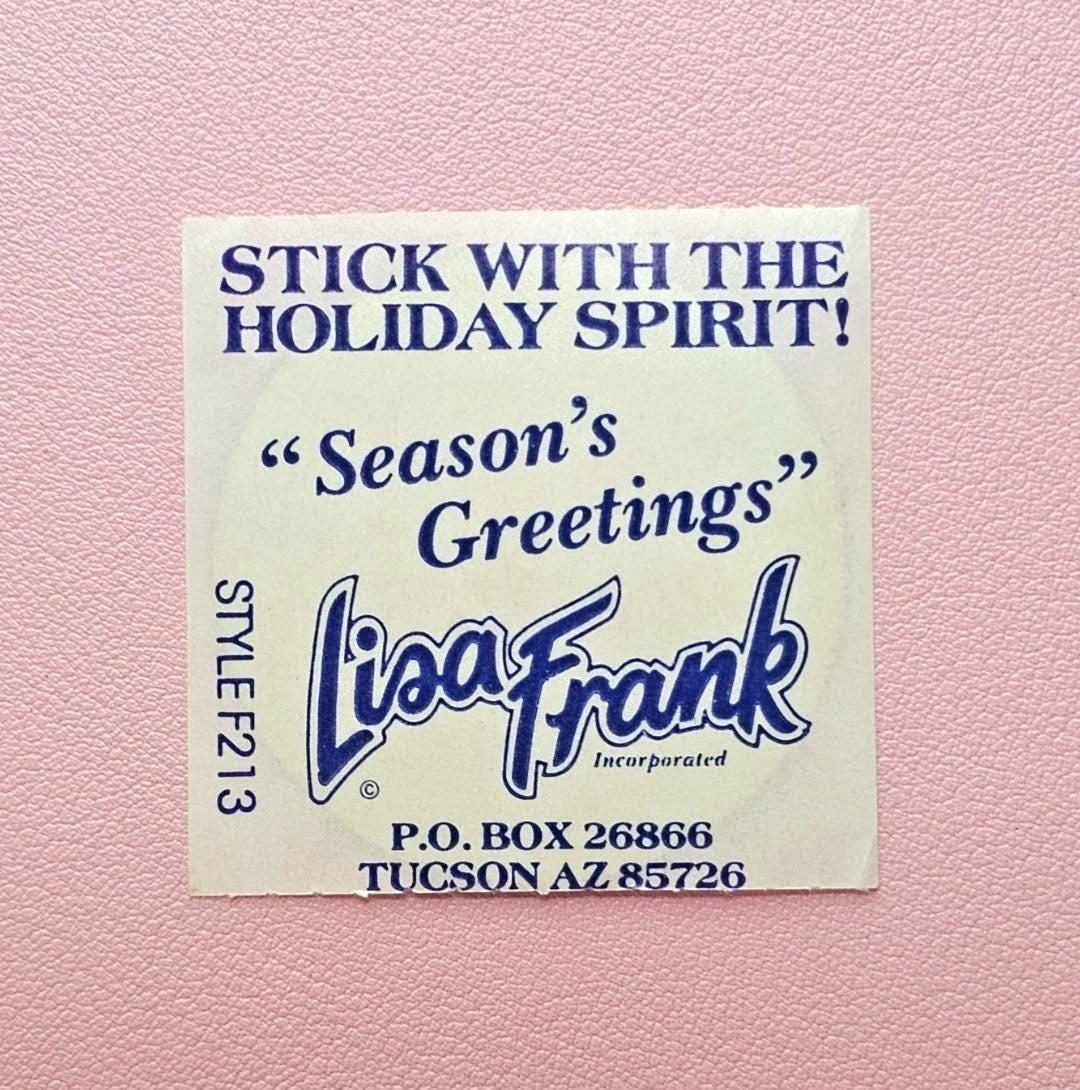 STICK WITH THE
HOLIDAY SPIRIT!
“Season’s
Greetings”
Lisa Frank
Incorporated
©
STYLE F213
P.O. BOX 26866
TUCSON AZ 85726